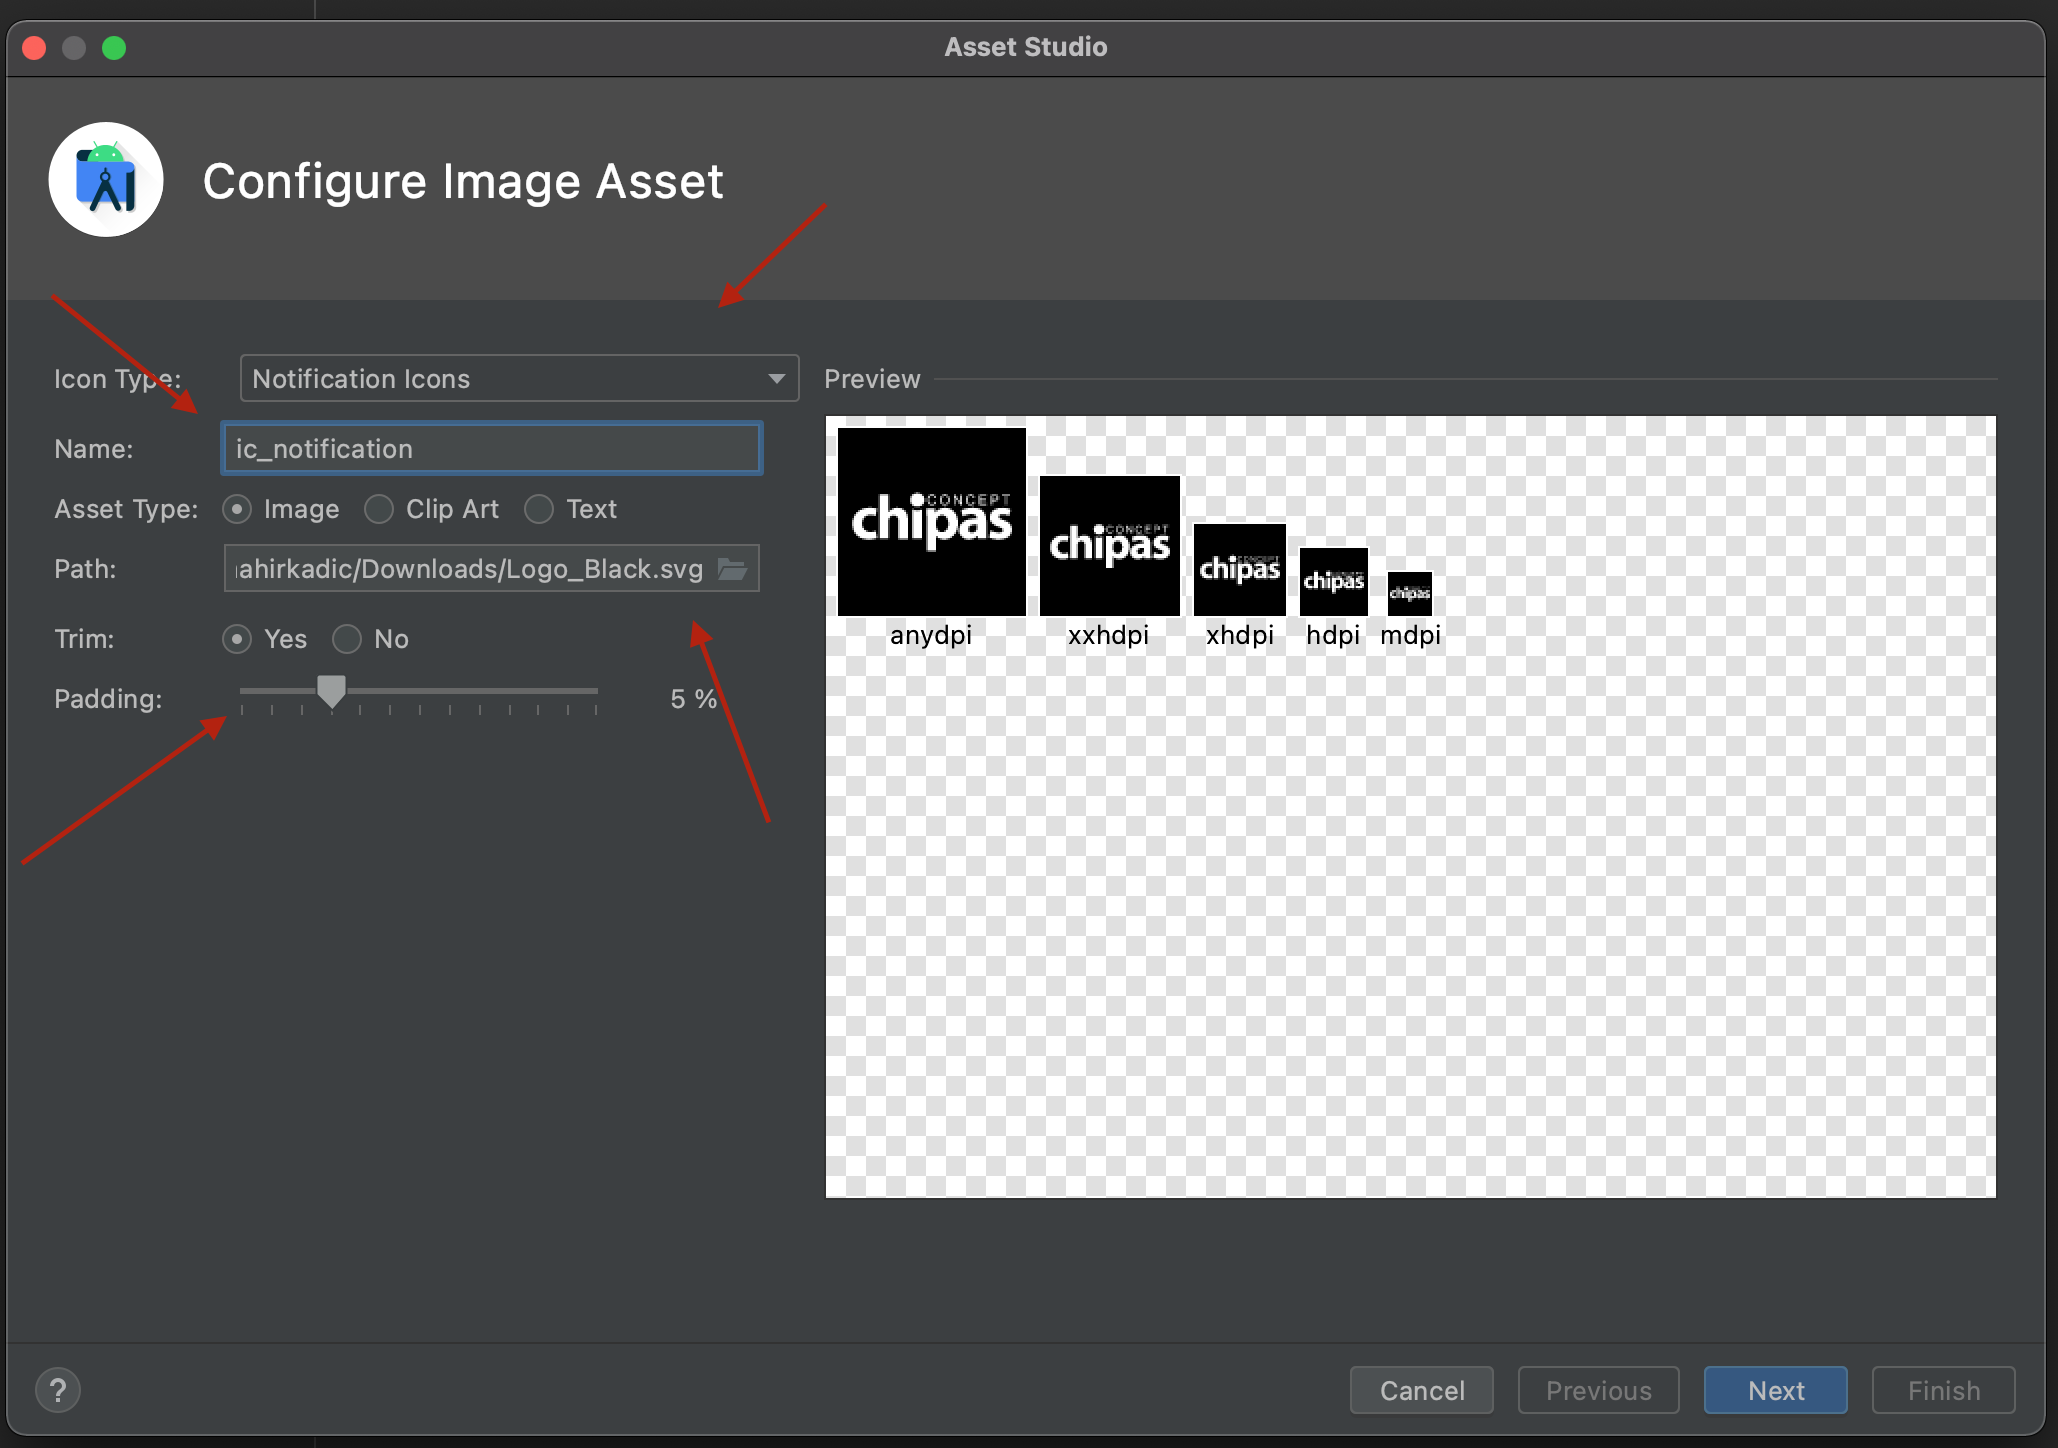 Asset Studio
Configure Image Asset
Icon Type: Notification Icons
Name: ic_notification
Asset Type: Image Clip Art Text
Path: ahirkadic/Downloads/Logo_Black.svg
Trim: Yes No
Padding: 5 %
Preview
CONCEPT
chipas
CONCEPT
chipas
CONCEPT
chipas
chipas
chipas
anydpi xxhdpi xhdpi hdpi mdpi
? Cancel Previous Next Finish